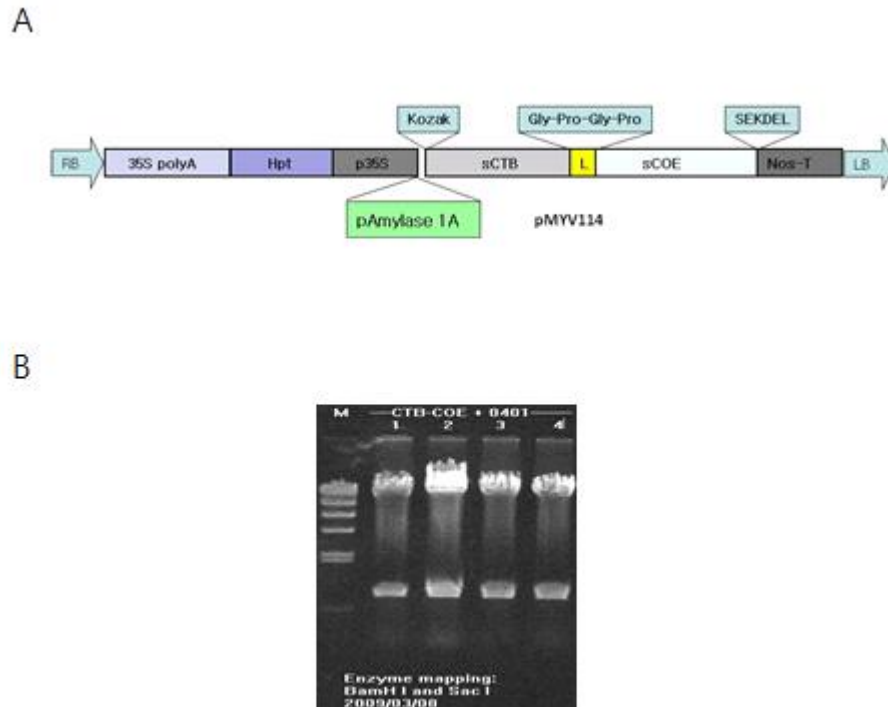 A
Kozak
Gly-Pro-Gly-Pro
SEKDEL
RB
35S polyA
Hpt
p35S
sCTB
L
sCOE
Nos-T
LB
pAmylase 1A
pMYV114
B
M
CTB-COE • 0401
1 2 3 4
Enzyme mapping:
BamH I and Sac I
2009/03/06